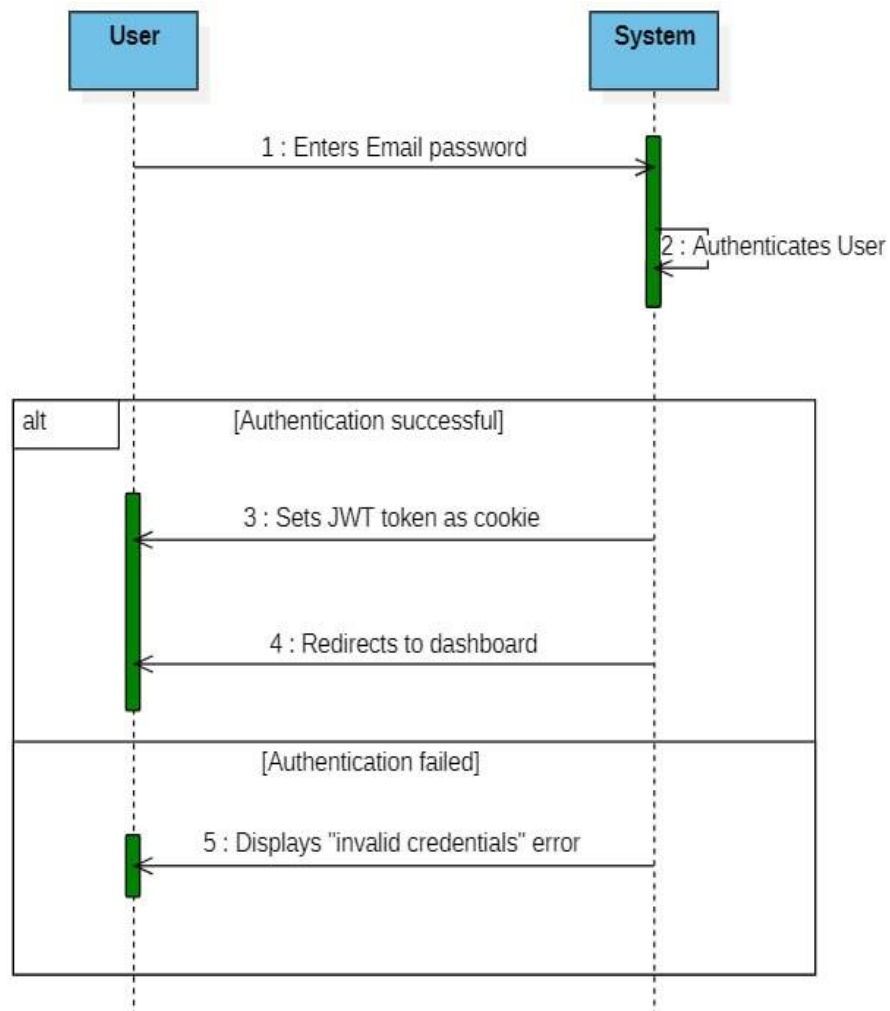 User
System
1 : Enters Email password
2 : Authenticates User
alt
[Authentication successful]
3 : Sets JWT token as cookie
4 : Redirects to dashboard
[Authentication failed]
5 : Displays "invalid credentials" error